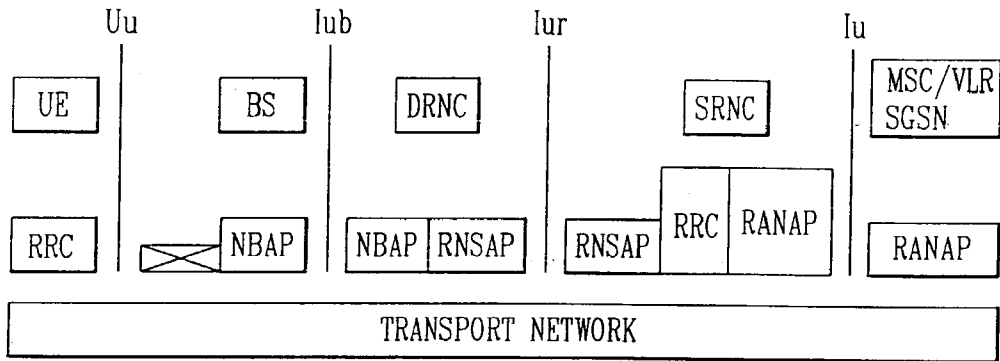 Uu Iub Iur Iu
UE BS DRNC SRNC MSC/VLR
SGSN
RRC NBAP NBAP RNSAP RNSAP RRC RANAP RANAP
TRANSPORT NETWORK